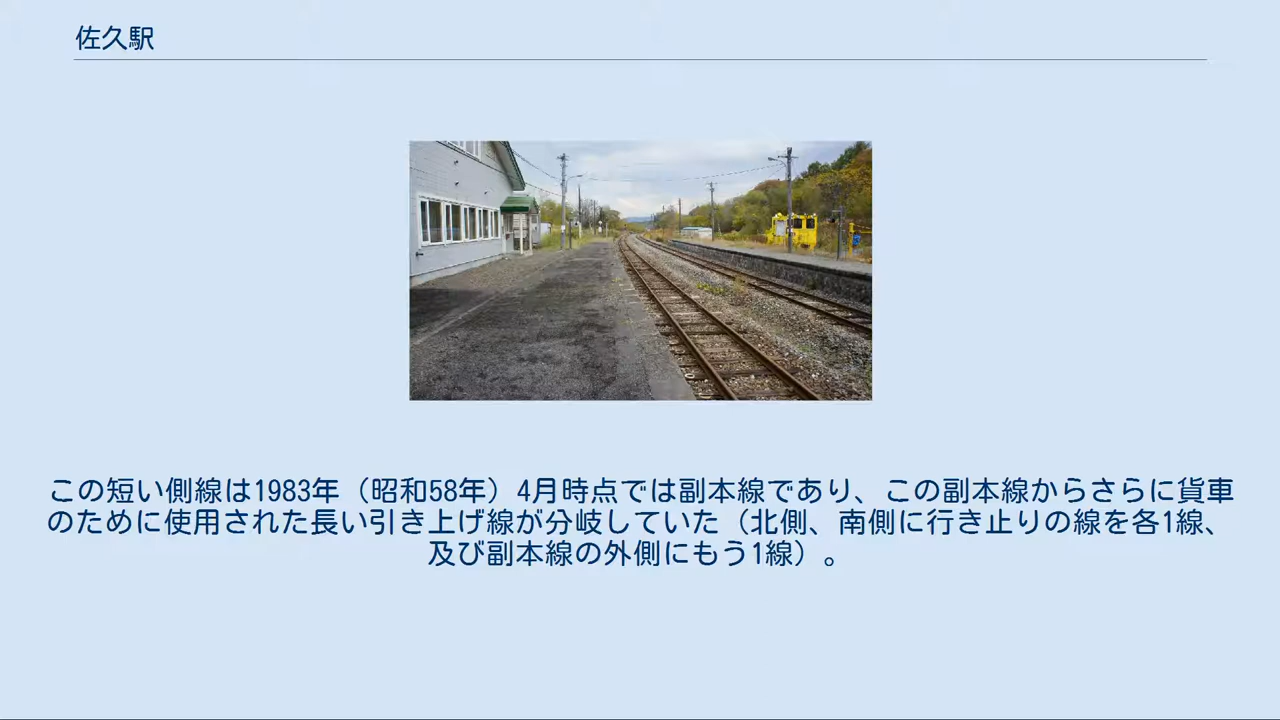 佐久駅
この短い側線は1983年（昭和58年）4月時点では副本線であり、この副本線からさらに貨車
のために使用された長い引き上げ線が分岐していた（北側、南側に行き止りの線を各1線、
及び副本線の外側にもう1線）。